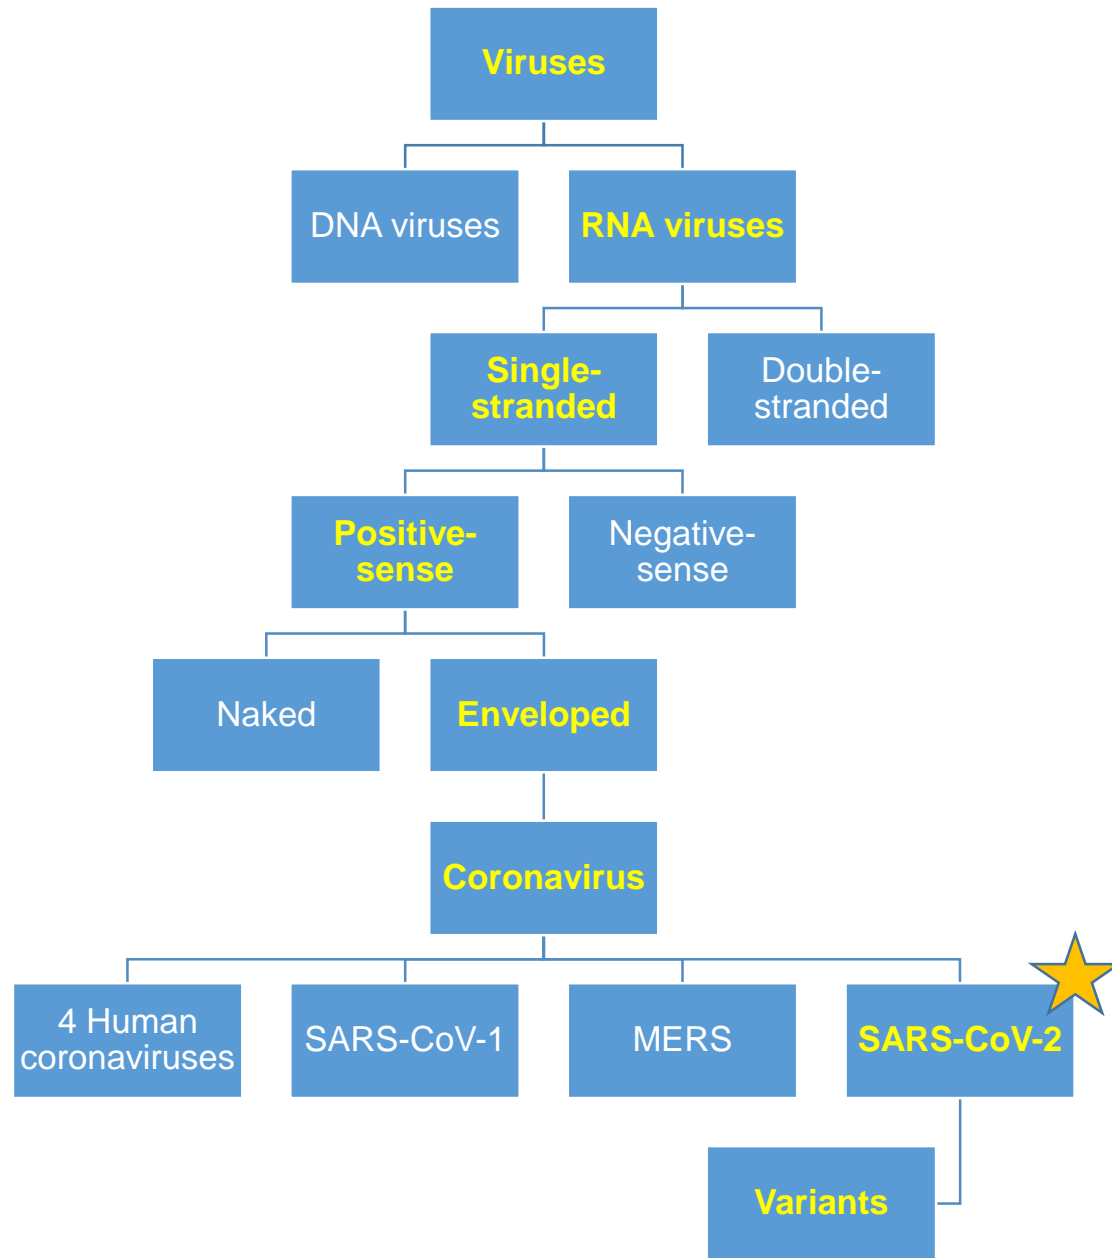 Viruses
DNA viruses
RNA viruses
Single-
stranded
Double-
stranded
Positive-
sense
Negative-
sense
Naked
Enveloped
Coronavirus
4 Human
coronaviruses
SARS-CoV-1
MERS
SARS-CoV-2
Variants